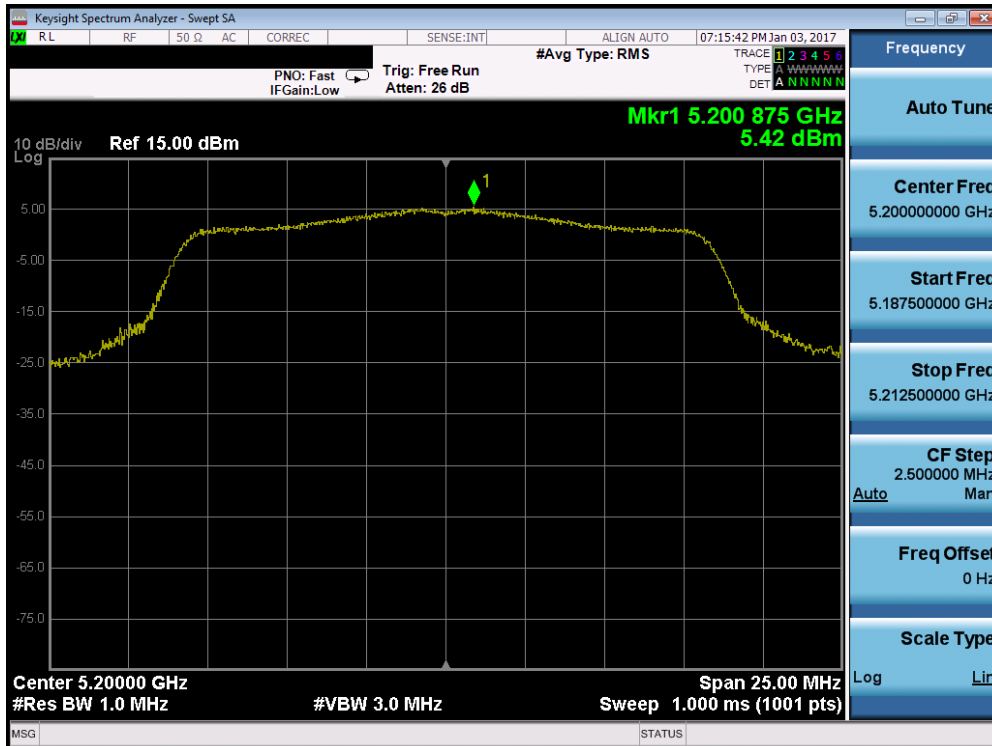 Keysight Spectrum Analyzer - Swept SA
LXI RL RF 50 Ω AC CORREC SENSE:INT ALIGN AUTO 07:15:42 PM Jan 03, 2017
#Avg Type: RMS
TRACE 1 2 3 4 5 6
TYPE A WWWWW
DET A N N N N N
PNO: Fast
IFGain:Low
Trig: Free Run
Atten: 26 dB
Mkr1 5.200 875 GHz
5.42 dBm
10 dB/div Ref 15.00 dBm
Log
1
5.00
-5.00
-15.0
-25.0
-35.0
-45.0
-55.0
-65.0
-75.0
Center 5.20000 GHz Span 25.00 MHz
#Res BW 1.0 MHz #VBW 3.0 MHz Sweep 1.000 ms (1001 pts)
MSG STATUS
Frequency
Auto Tune
Center Freq
5.200000000 GHz
Start Freq
5.187500000 GHz
Stop Freq
5.212500000 GHz
CF Step
2.500000 MHz
Auto Man
Freq Offset
0 Hz
Scale Type
Log Lin